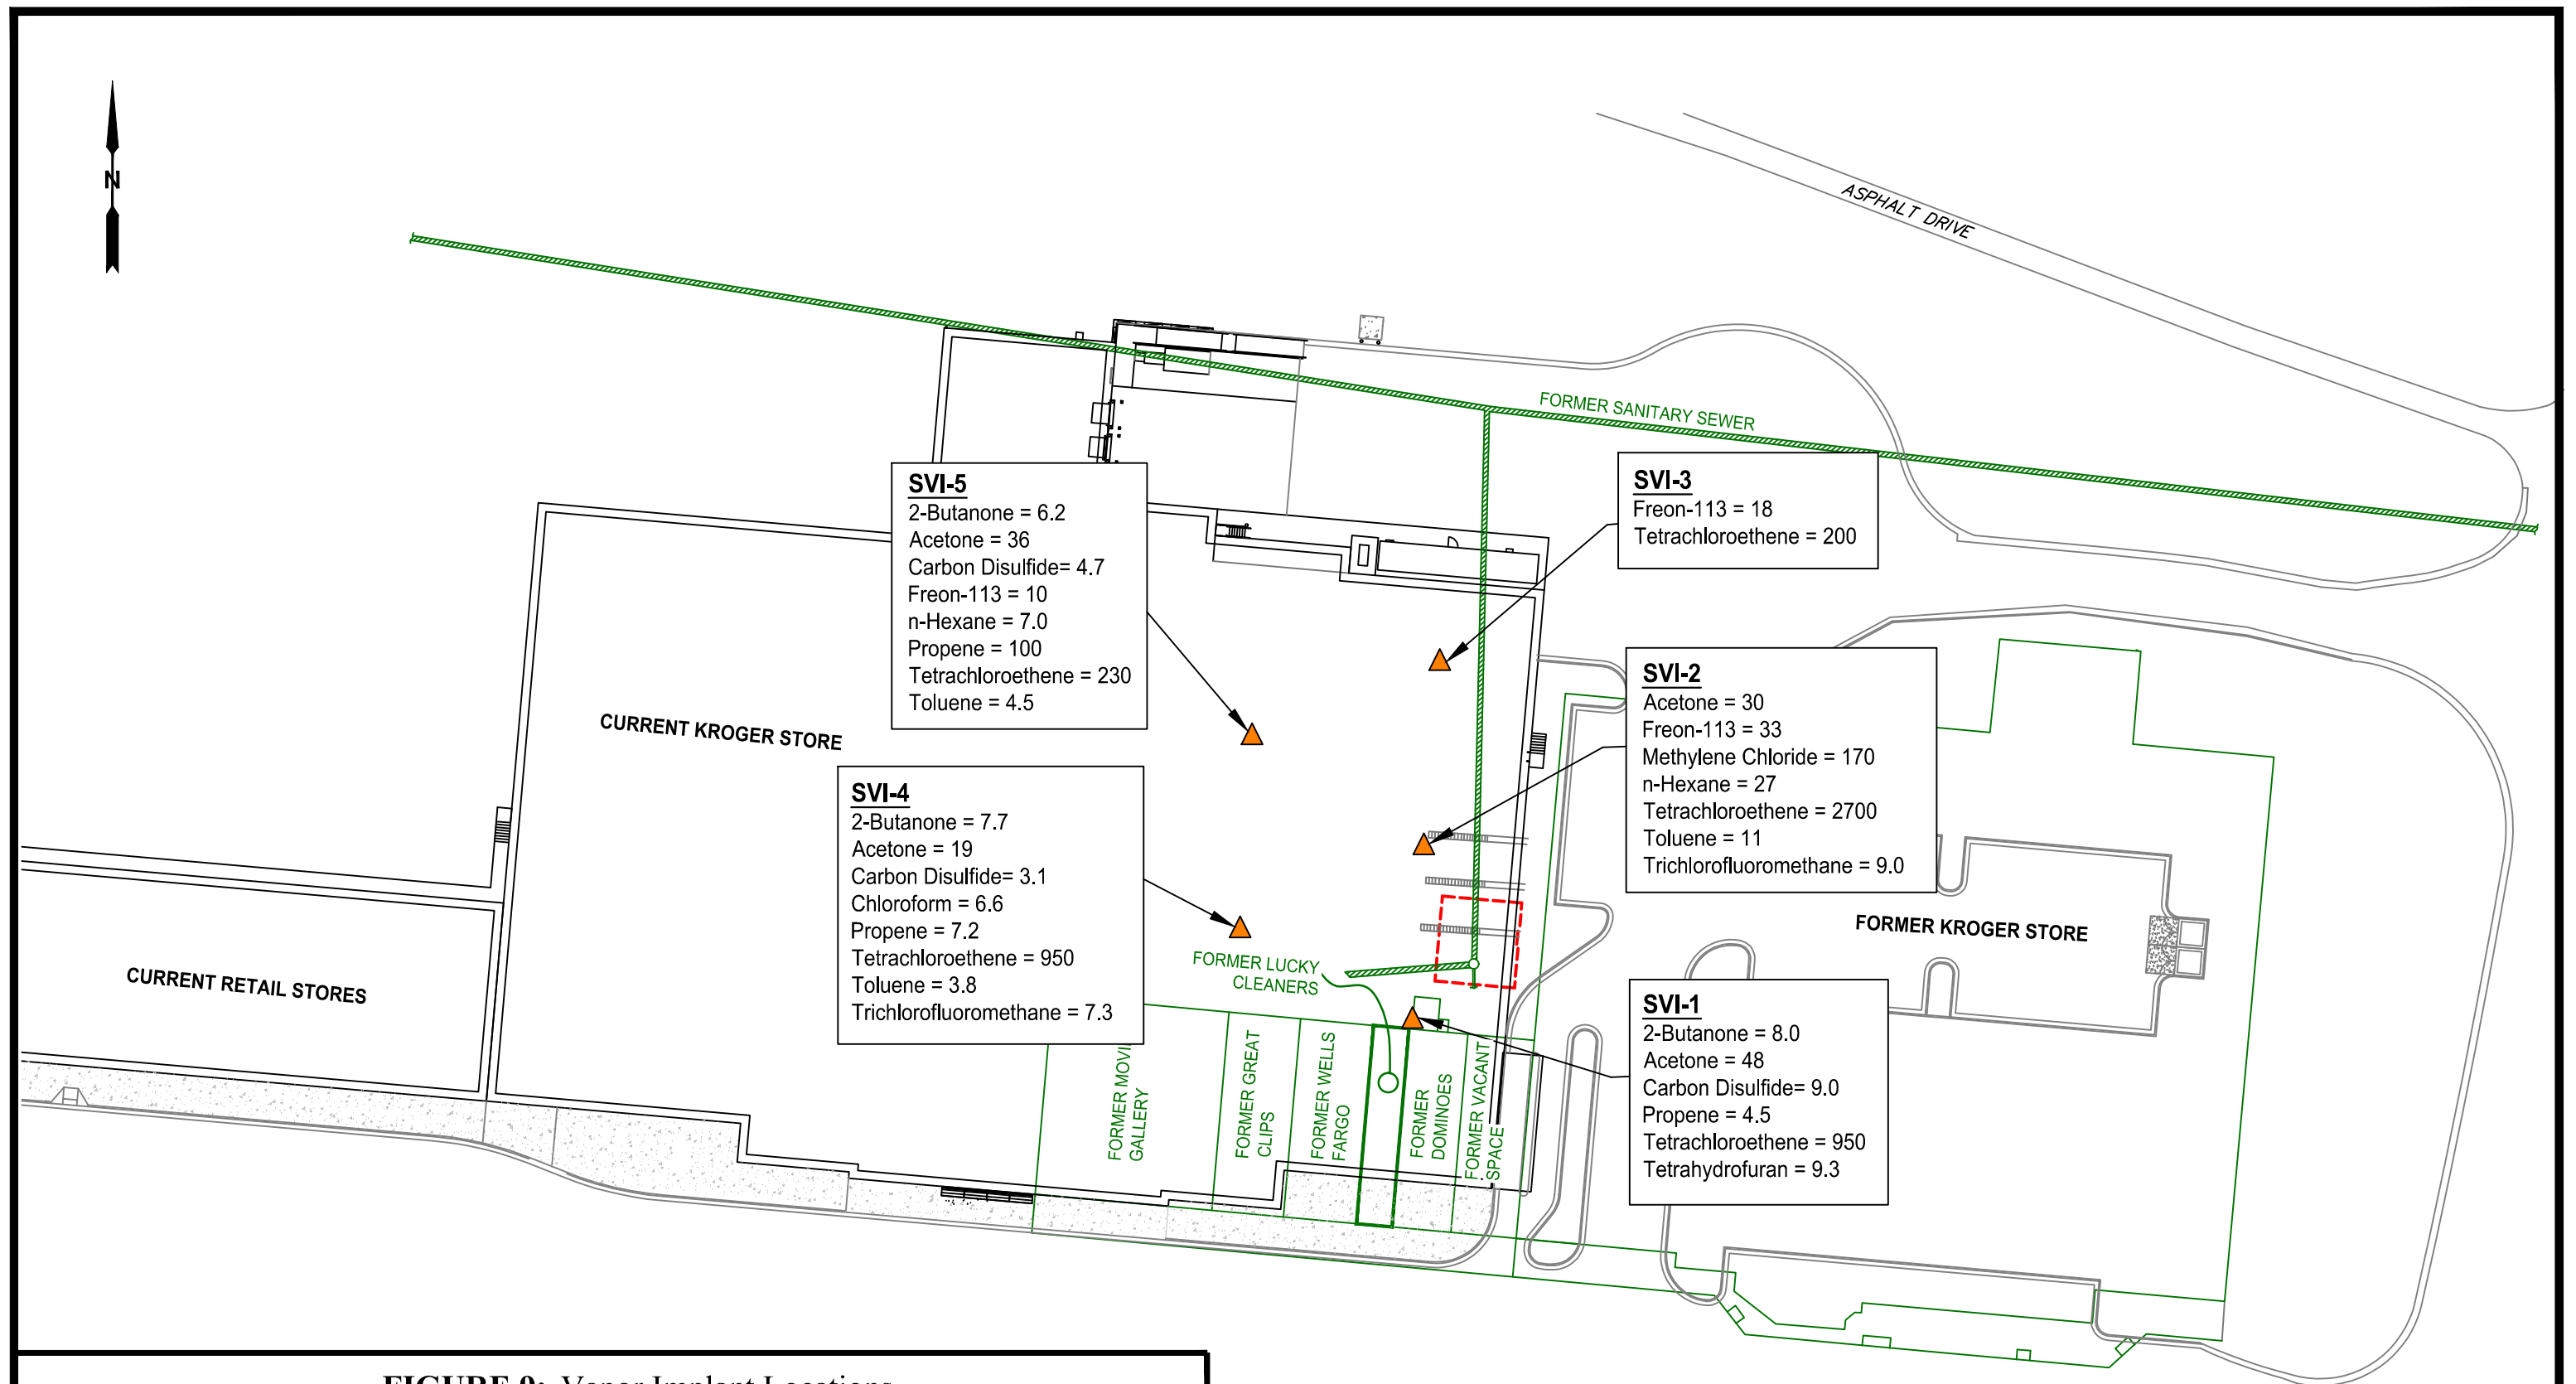 N
ASPHALT DRIVE
FORMER SANITARY SEWER
SVI-5
2-Butanone = 6.2
Acetone = 36
Carbon Disulfide= 4.7
Freon-113 = 10
n-Hexane = 7.0
Propene = 100
Tetrachloroethene = 230
Toluene = 4.5
SVI-3
Freon-113 = 18
Tetrachloroethene = 200
SVI-2
Acetone = 30
Freon-113 = 33
Methylene Chloride = 170
n-Hexane = 27
Tetrachloroethene = 2700
Toluene = 11
Trichlorofluoromethane = 9.0
CURRENT KROGER STORE
SVI-4
2-Butanone = 7.7
Acetone = 19
Carbon Disulfide= 3.1
Chloroform = 6.6
Propene = 7.2
Tetrachloroethene = 950
Toluene = 3.8
Trichlorofluoromethane = 7.3
FORMER KROGER STORE
CURRENT RETAIL STORES
FORMER LUCKY
CLEANERS
SVI-1
2-Butanone = 8.0
Acetone = 48
Carbon Disulfide= 9.0
Propene = 4.5
Tetrachloroethene = 950
Tetrahydrofuran = 9.3
FORMER MOVI
GALLERY
FORMER GREAT
CLIPS
FORMER WELLS
FARGO
FORMER
DOMINOES
FORMER VACANT
SPACE
FIGURE 9: Vapor Implant Locations